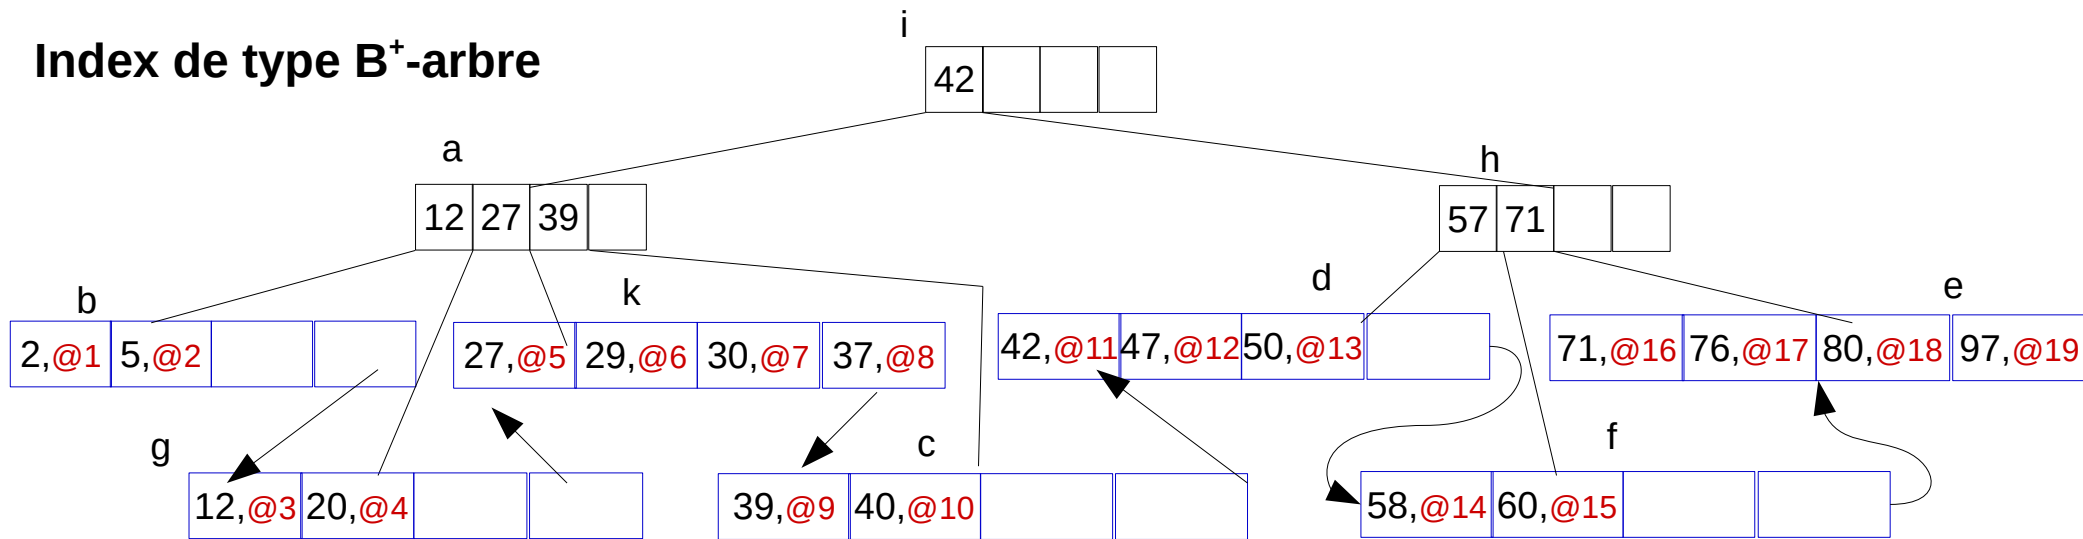 Index de type B+-arbre
i
42
a
h
12 27 39
57 71
b
k
d
e
2,@1 5,@2
27,@5 29,@6 30,@7 37,@8
42,@11 47,@12 50,@13
71,@16 76,@17 80,@18 97,@19
g
c
f
12,@3 20,@4
39,@9 40,@10
58,@14 60,@15